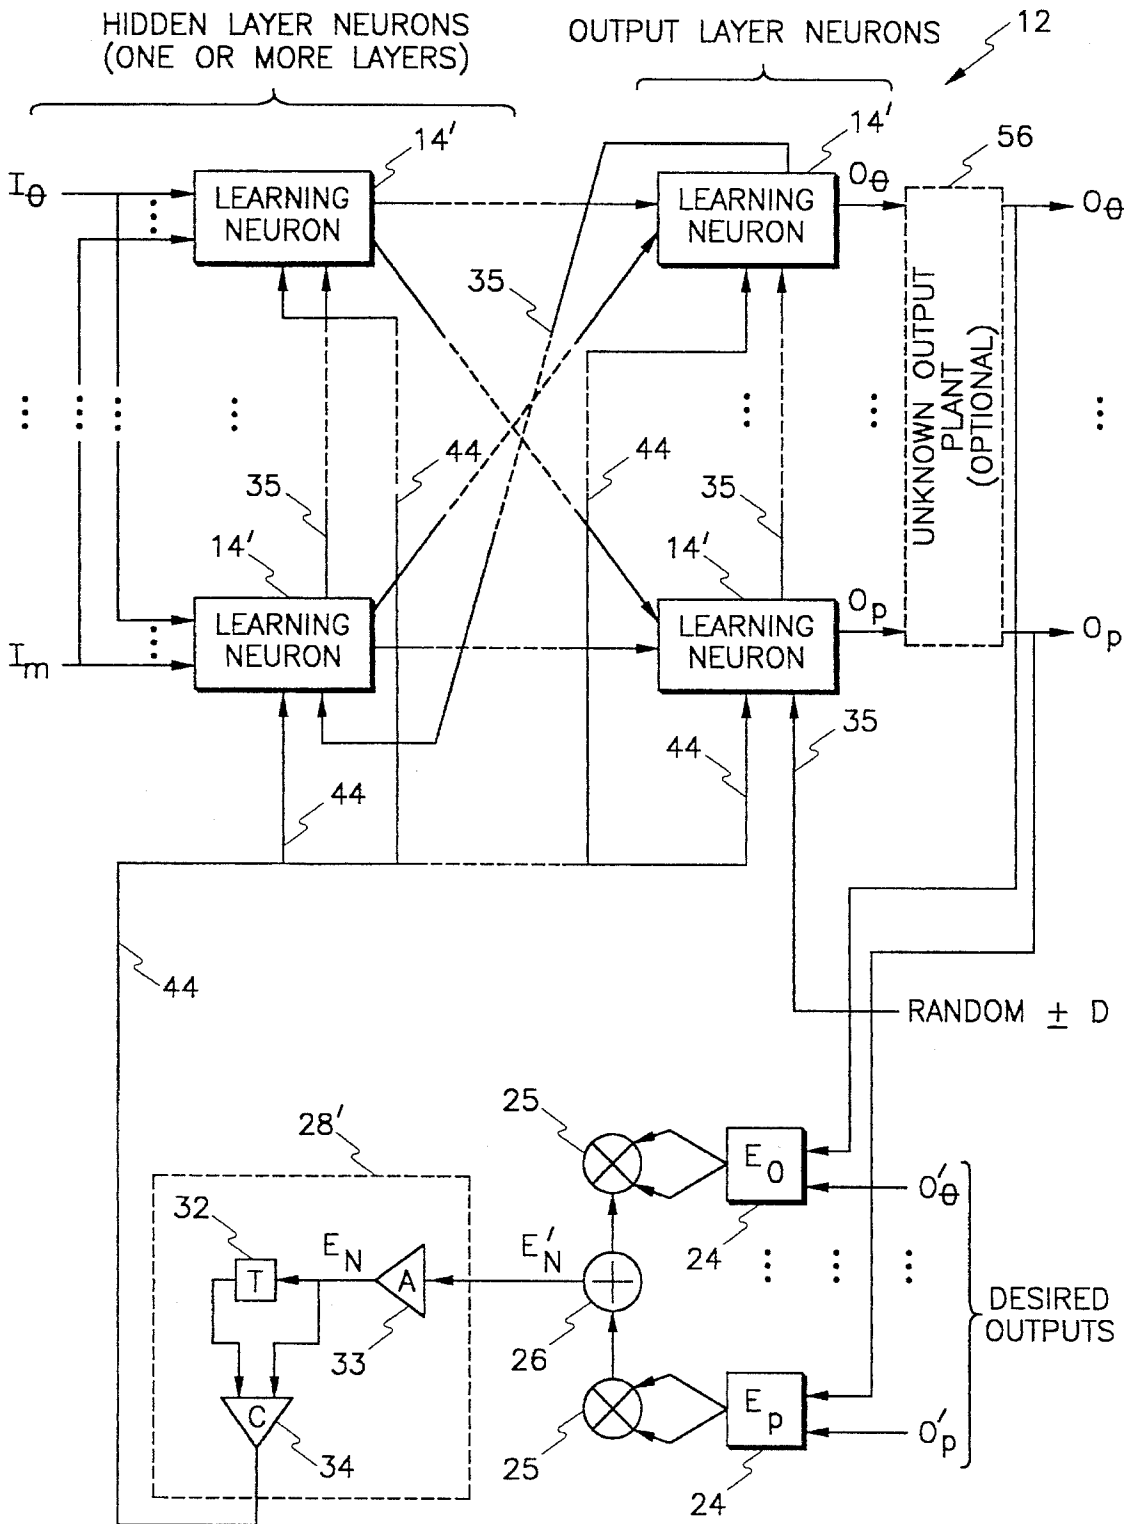 HIDDEN LAYER NEURONS
(ONE OR MORE LAYERS)
OUTPUT LAYER NEURONS
12
14'
14'
56
I0
LEARNING
NEURON
LEARNING
NEURON
O0
O0
35
UNKNOWN OUTPUT
PLANT
(OPTIONAL)
44
44
35
35
14'
14'
Im
LEARNING
NEURON
LEARNING
NEURON
Op
Op
35
44
44
44
RANDOM ± D
28'
25
E0
O'0
24
32
T
EN
A
33
E'N
26
DESIRED
OUTPUTS
C
34
25
Ep
O'p
24